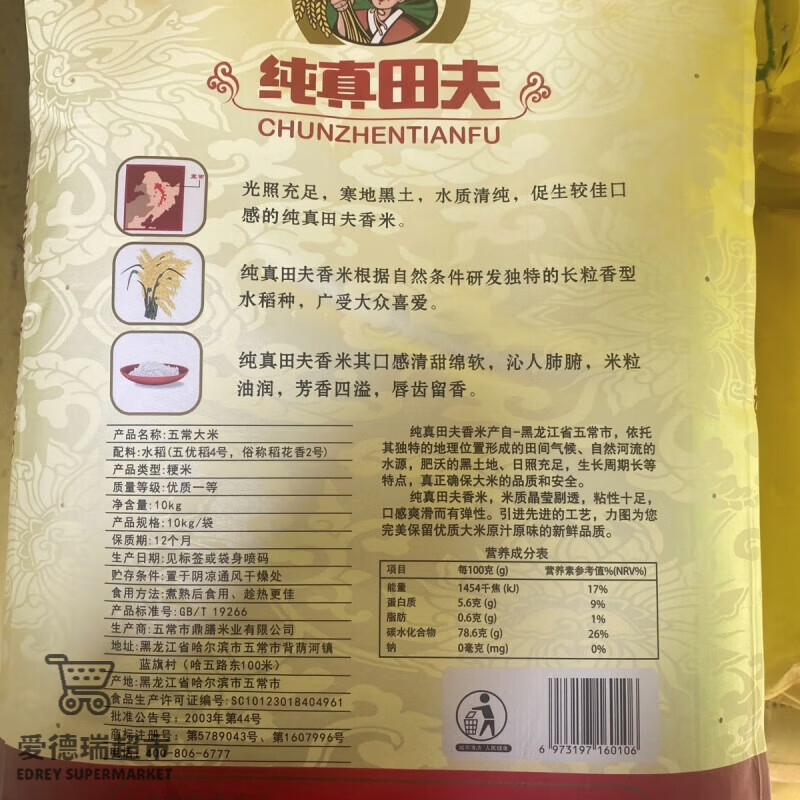 纯真田夫
CHUNZHENTIANFU
光照充足，寒地黑土，水质清纯，促生较佳口
感的纯真田夫香米。
纯真田夫香米根据自然条件研发独特的长粒香型
水稻种，广受大众喜爱。
纯真田夫香米其口感清甜绵软，沁人肺腑，米粒
油润，芳香四溢，唇齿留香。
产品名称:五常大米
配料:水稻(五优稻4号，俗称稻花香2号)
产品类型:粳米
质量等级:优质一等
净含量:10kg
产品规格:10kg/袋
保质期:12个月
生产日期:见标签或袋身喷码
贮存条件:置于阴凉通风干燥处
食用方法:煮熟后食用、趁热更佳
产品标准号:GB/T 19266
生产商:五常市鼎膳米业有限公司
地址:黑龙江省哈尔滨市五常市背荫河镇
蓝旗村（哈五路东100米）
产地:黑龙江省哈尔滨市五常市
食品生产许可证编号:SC10123018404961
批准公告号：2003年第44号
商标注册号：第5789043号、第1607996号
电话:400-806-6777
纯真田夫香米产自-黑龙江省五常市，依托
其独特的地理位置形成的田间气候、自然河流的
水源，肥沃的黑土地、日照充足，生长周期长等
特点，真正确保大米的品质和安全。
纯真田夫香米，米质晶莹剔透，粘性十足，
口感爽滑而有弹性。引进先进的工艺，力图为您
完美保留优质大米原汁原味的新鲜品质。
营养成分表
项目 每100克 (g) 营养素参考值%(NRV%)
能量 1454千焦 (kJ) 17%
蛋白质 5.6克 (g) 9%
脂肪 0.6克 (g) 1%
碳水化合物 78.6克 (g) 26%
钠 0毫克 (mg) 0%
6 973197 160106
爱德瑞超市
EDREY SUPERMARKET